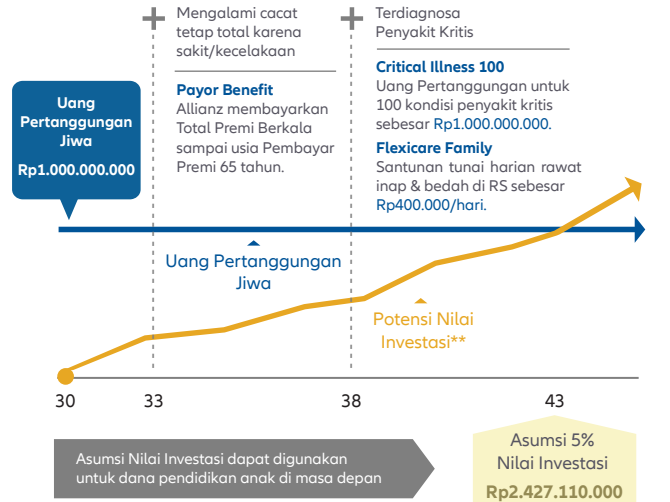 Mengalami cacat
tetap total karena
sakit/kecelakaan
Payor Benefit
Allianz membayarkan
Total Premi Berkala
sampai usia Pembayar
Premi 65 tahun.
Terdiagnosa
Penyakit Kritis
Critical Illness 100
Uang Pertanggungan untuk
100 kondisi penyakit kritis
sebesar Rp1.000.000.000.
Flexicare Family
Santunan tunai harian rawat
inap & bedah di RS sebesar
Rp400.000/hari.
Uang
Pertanggungan
Jiwa
Rp1.000.000.000
Uang Pertanggungan
Jiwa
Potensi Nilai
Investasi**
30 33 38 43
Asumsi Nilai Investasi dapat digunakan
untuk dana pendidikan anak di masa depan
Asumsi 5%
Nilai Investasi
Rp2.427.110.000